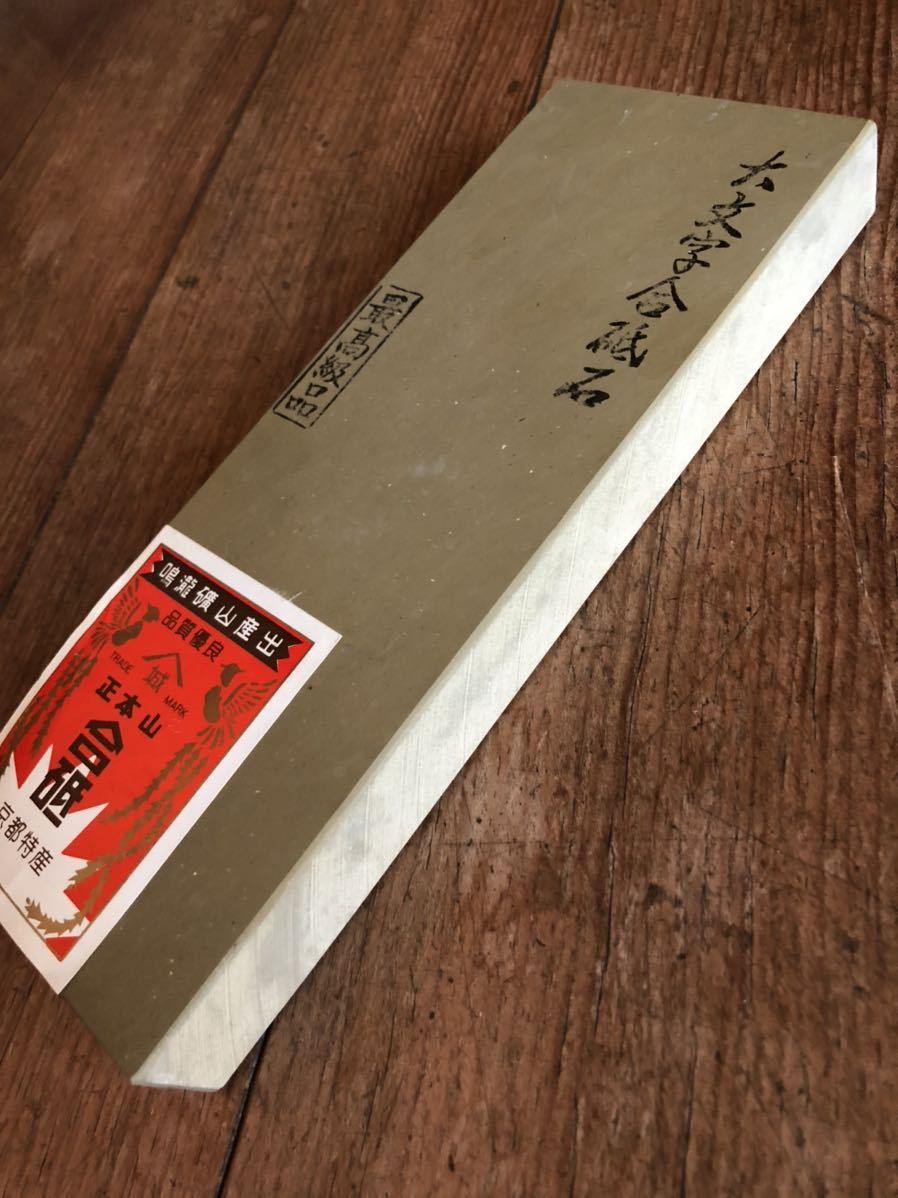 大文字合砥石
最高級品
鳴瀧礦山産出
品質優良
誠
TRADE MARK
正本山
合砥
京都特産